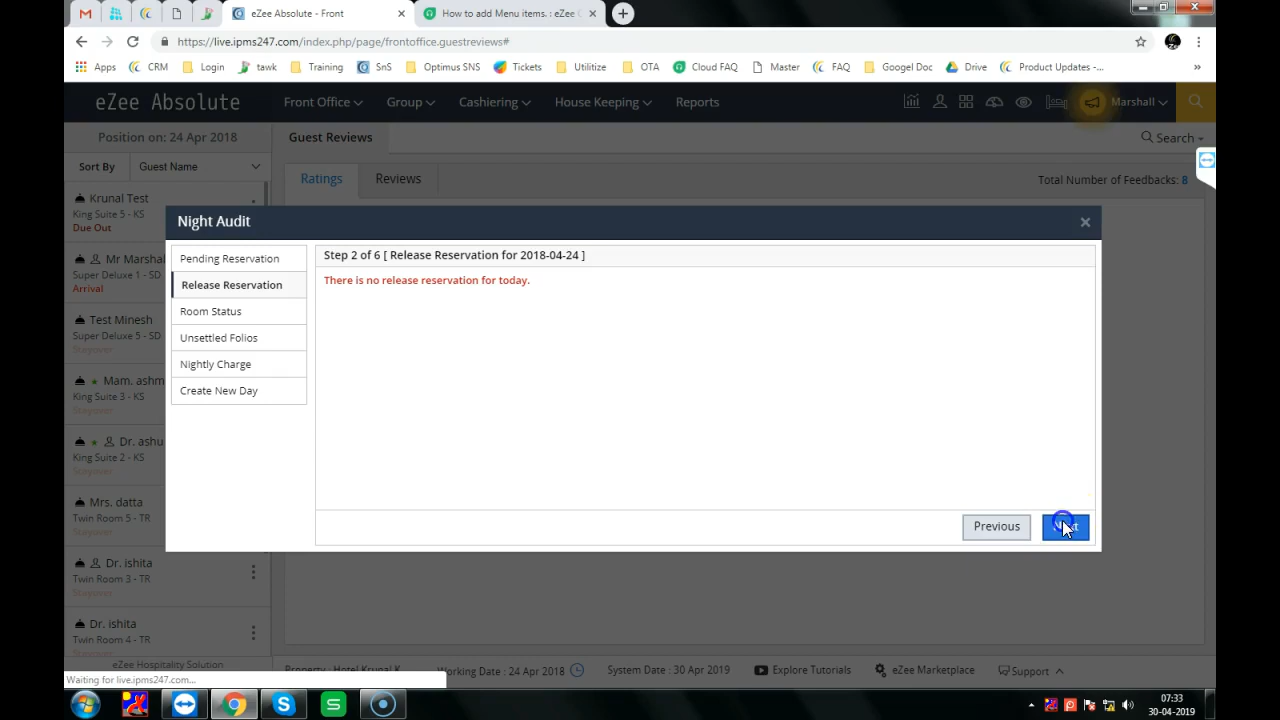 eZee Absolute - Front
How to add Menu items. : eZee
https://live.ipms247.com/index.php/page/frontoffice.guestreviews#
Apps CRM Login tawk Training SnS Optimus SNS Tickets Utilitize OTA Cloud FAQ Master FAQ Googel Doc Drive Product Updates -... »
eZee Absolute Front Office Group Cashiering House Keeping Reports Marshall
Position on: 24 Apr 2018 Guest Reviews Search
Sort By Guest Name Ratings Reviews Total Number of Feedbacks: 8
Krunal Test
King Suite 5 - KS
Due Out
Mr Marshal
Super Deluxe 1 - SD
Arrival
Test Minesh
Super Deluxe 5 - SD
Stayover
Mam. ashm
King Suite 3 - KS
Stayover
Dr. ashu
King Suite 2 - KS
Stayover
Mrs. datta
Twin Room 5 - TR
Stayover
Dr. ishita
Twin Room 3 - TR
Stayover
Dr. ishita
Twin Room 4 - TR
Night Audit
Pending Reservation
Release Reservation
Room Status
Unsettled Folios
Nightly Charge
Create New Day
Step 2 of 6 [ Release Reservation for 2018-04-24 ]
There is no release reservation for today.
Previous
eZee Hospitality Solution
Property : Hotel Krunal K Working Date : 24 Apr 2018 System Date : 30 Apr 2019 Explore Tutorials eZee Marketplace Support
Waiting for live.ipms247.com...
07:33
30-04-2019